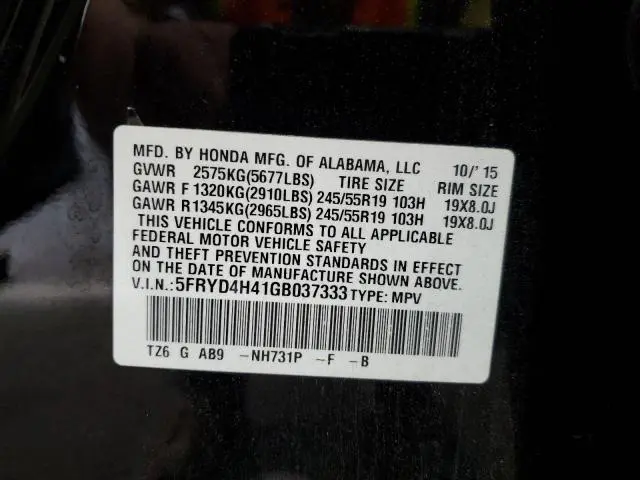 MFD. BY HONDA MFG. OF ALABAMA, LLC 10/'15
GVWR 2575KG(5677LBS) TIRE SIZE RIM SIZE
GAWR F 1320KG(2910LBS) 245/55R19 103H 19X8.0J
GAWR R1345KG(2965LBS) 245/55R19 103H 19X8.0J
THIS VEHICLE CONFORMS TO ALL APPLICABLE
FEDERAL MOTOR VEHICLE SAFETY
AND THEFT PREVENTION STANDARDS IN EFFECT
ON THE DATE OF MANUFACTURE SHOWN ABOVE.
V.I.N.:5FRYD4H41GB037333 TYPE: MPV
TZ6 G AB9 -NH731P -F -B